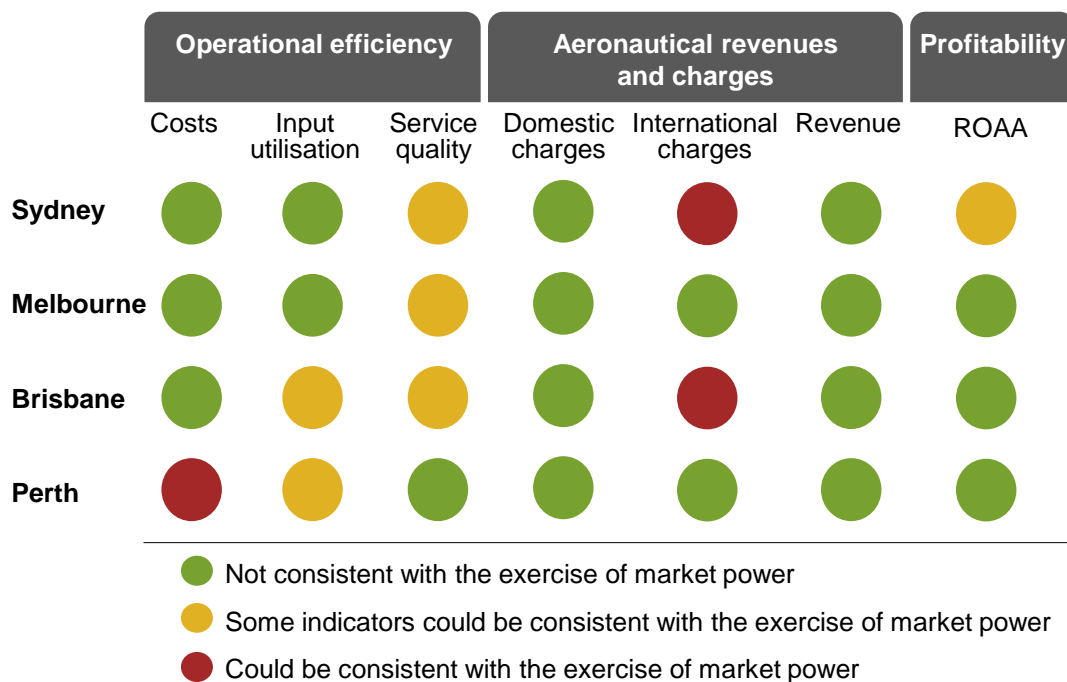 Operational efficiency
Aeronautical revenues
and charges
Profitability
Costs
Input
utilisation
Service
quality
Domestic
charges
International
charges
Revenue
ROAA
Sydney
Melbourne
Brisbane
Perth
Not consistent with the exercise of market power
Some indicators could be consistent with the exercise of market power
Could be consistent with the exercise of market power